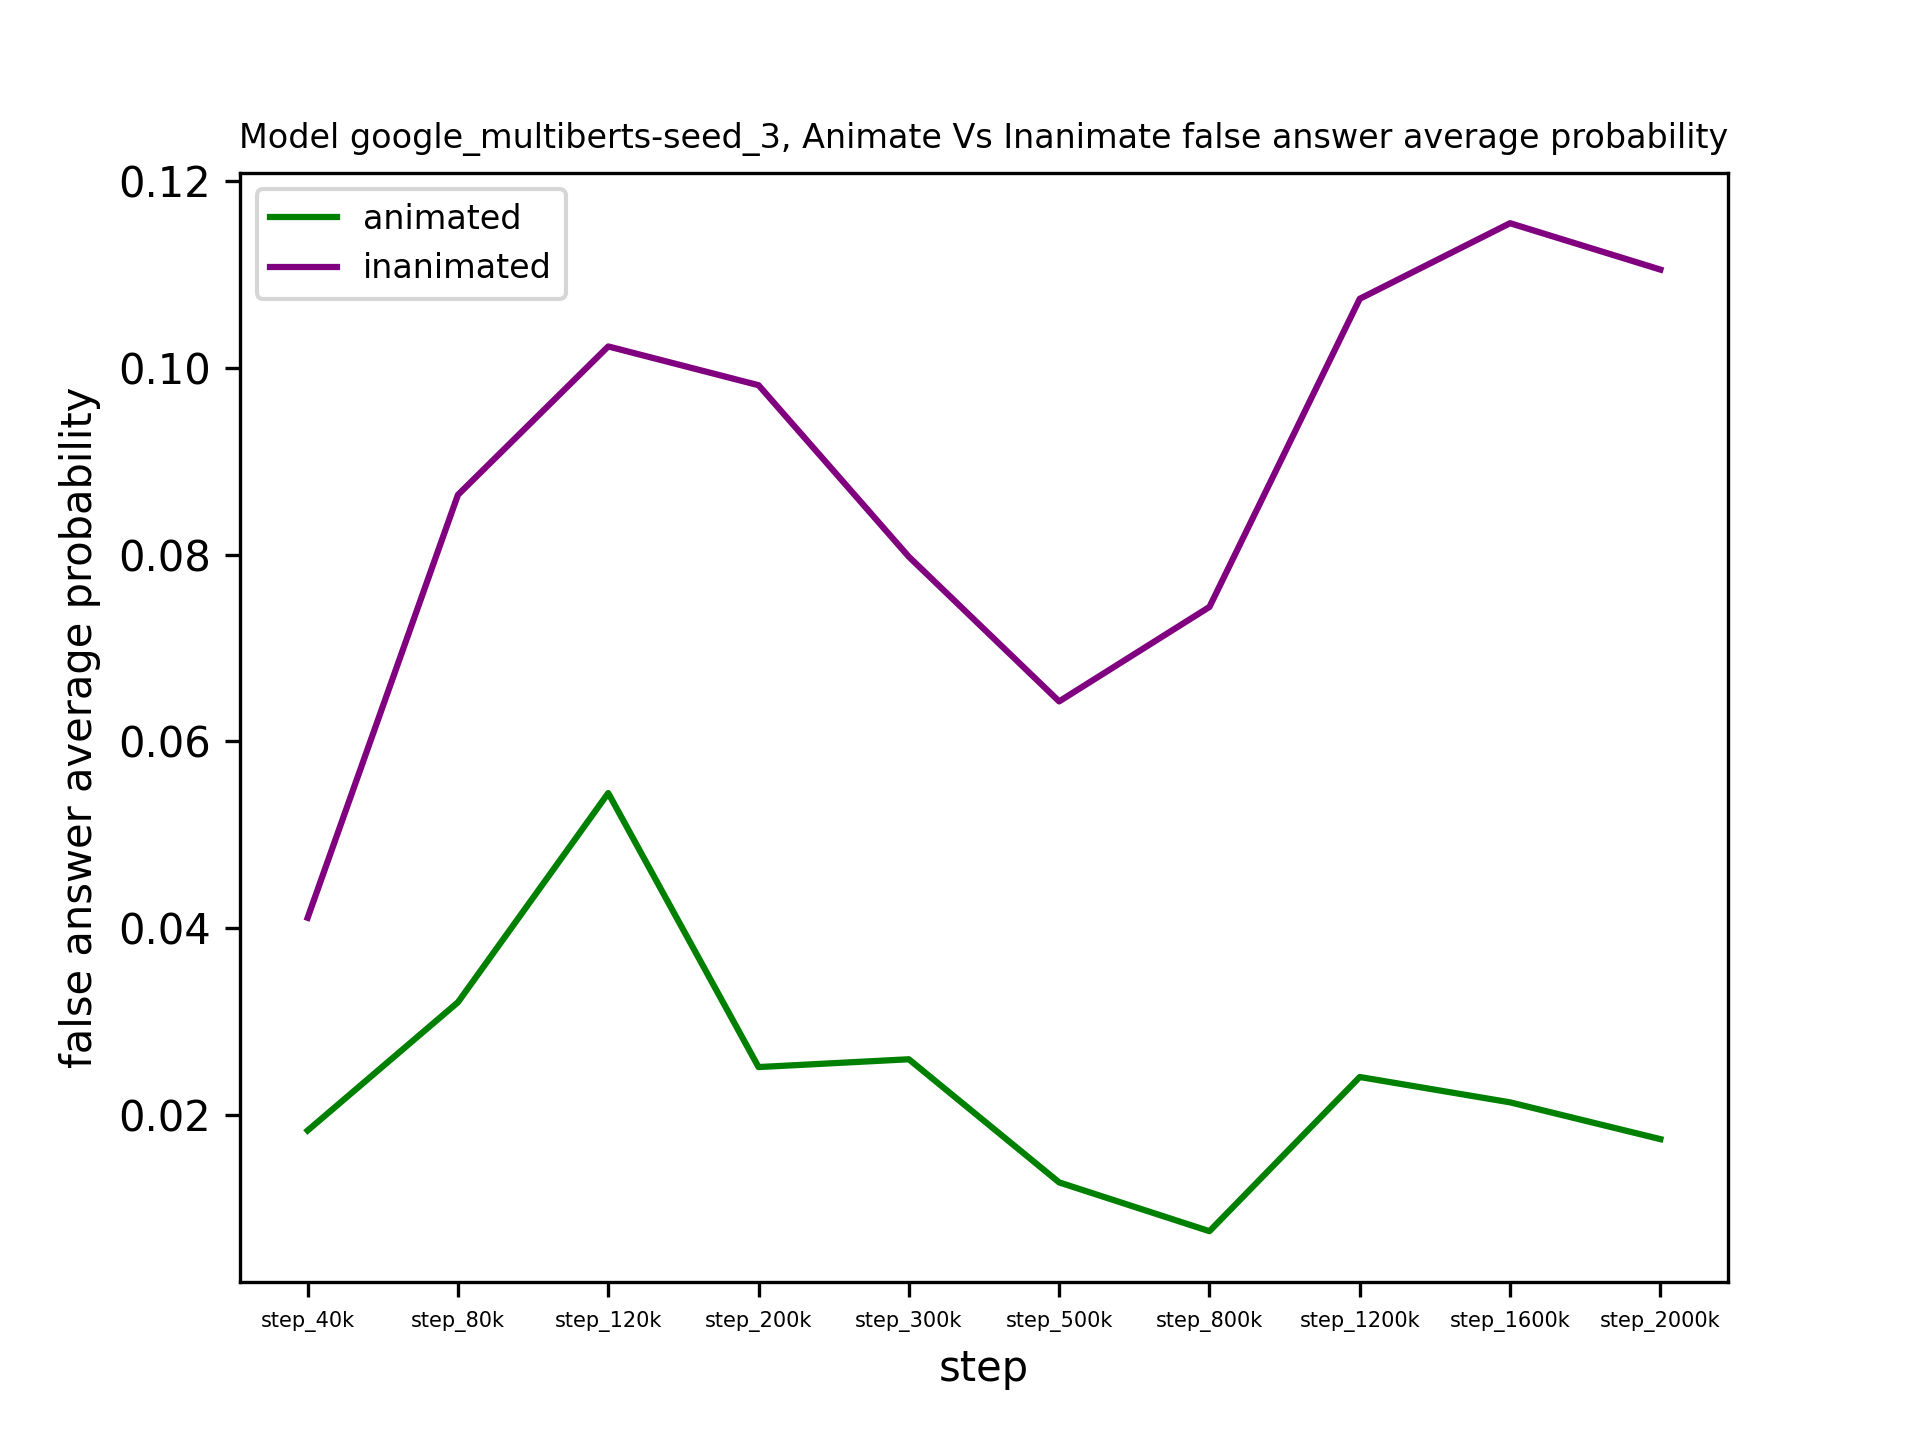 Model google_multiberts-seed_3, Animate Vs Inanimate false answer average probability
animated
inanimated
0.12
0.10
0.08
0.06
0.04
0.02
false answer average probability
step_40k step_80k step_120k step_200k step_300k step_500k step_800k step_1200k step_1600k step_2000k
step